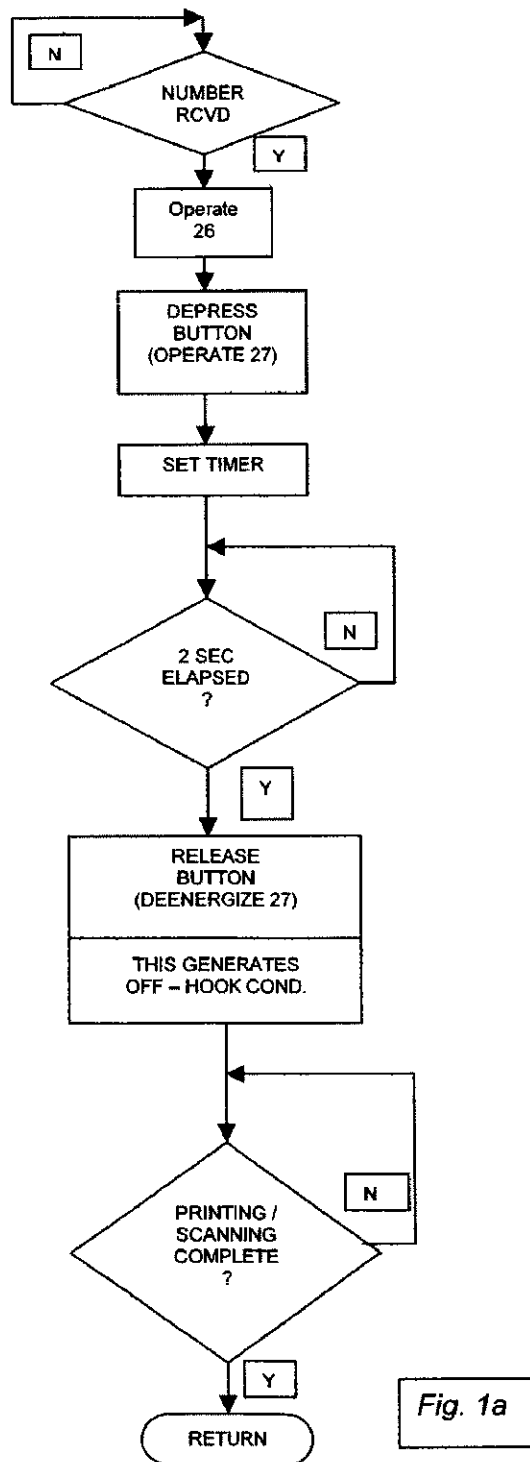 N
NUMBER
RCVD
Y
Operate
26
DEPRESS
BUTTON
(OPERATE 27)
SET TIMER
N
2 SEC
ELAPSED
?
Y
RELEASE
BUTTON
(DEENERGIZE 27)
THIS GENERATES
OFF – HOOK COND.
N
PRINTING /
SCANNING
COMPLETE
?
Y
RETURN
Fig. 1a